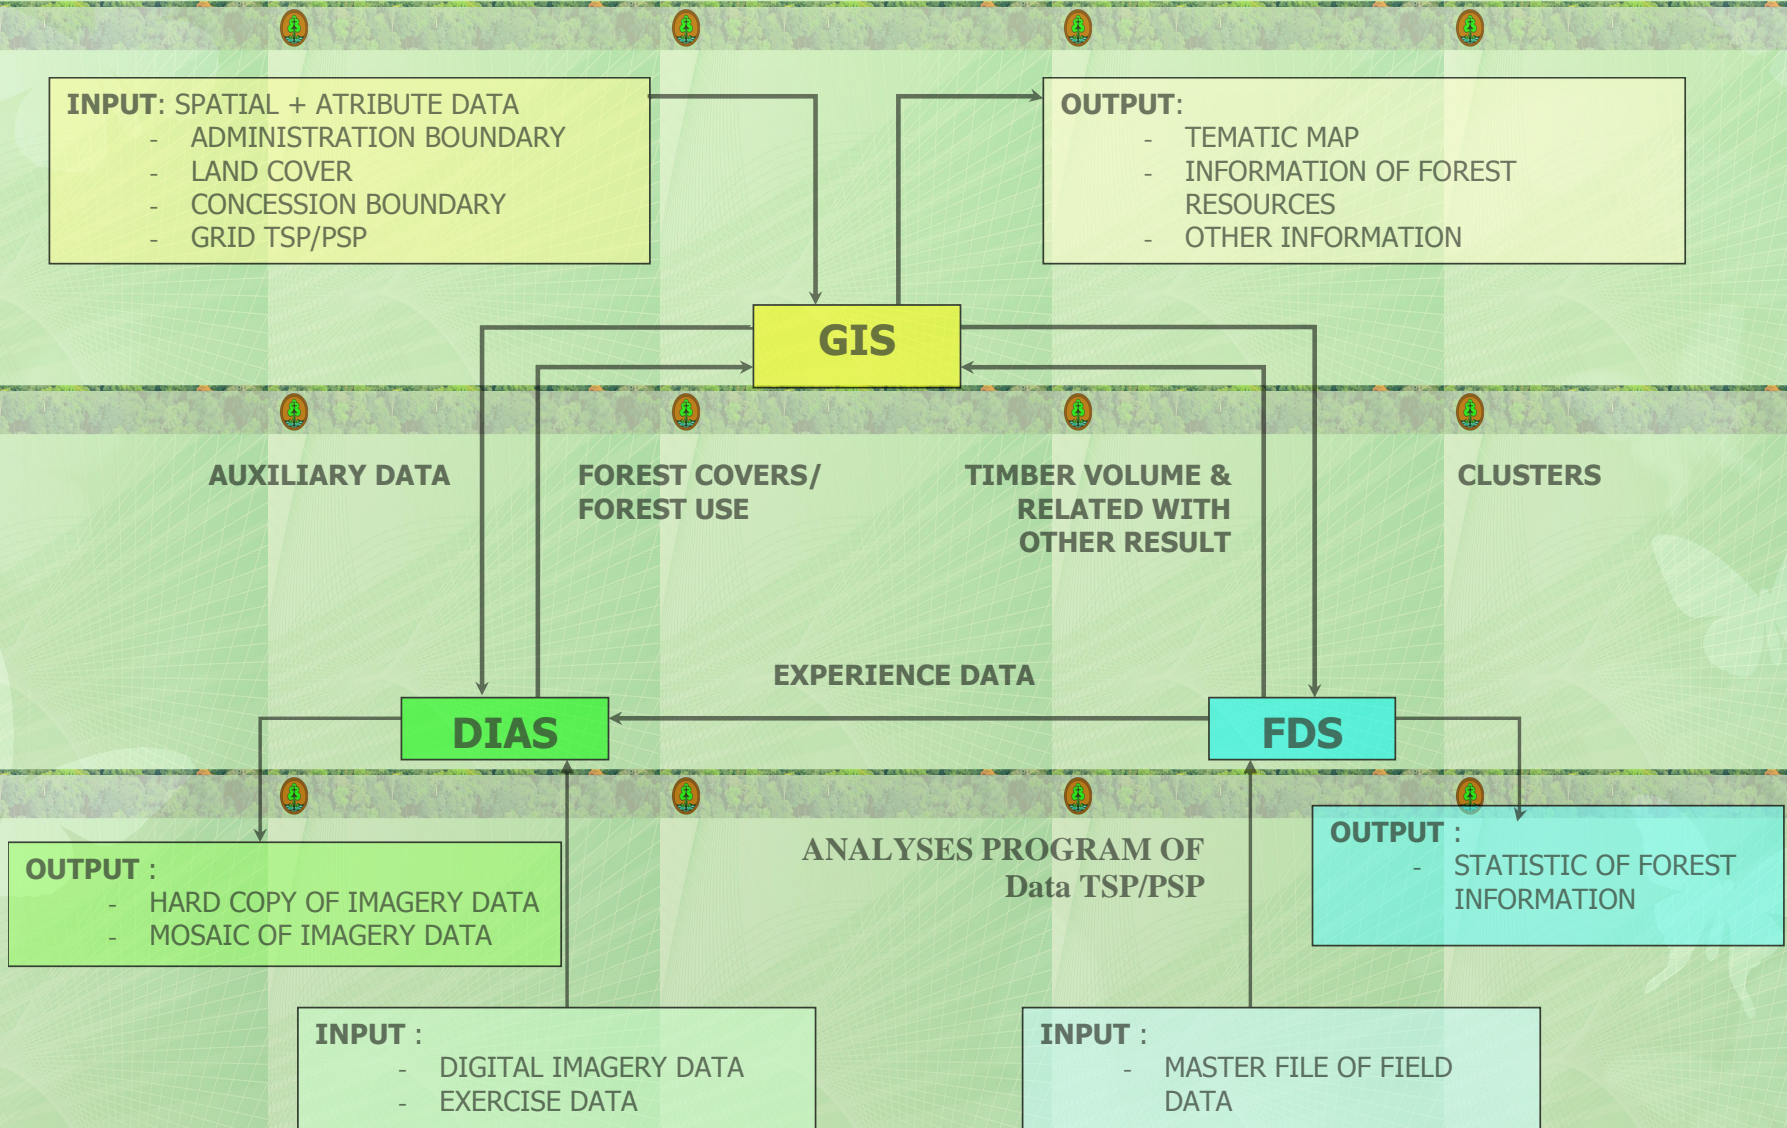 INPUT: SPATIAL + ATRIBUTE DATA
- ADMINISTRATION BOUNDARY
- LAND COVER
- CONCESSION BOUNDARY
- GRID TSP/PSP
OUTPUT:
- TEMATIC MAP
- INFORMATION OF FOREST
RESOURCES
- OTHER INFORMATION
GIS
AUXILIARY DATA
FOREST COVERS/
FOREST USE
TIMBER VOLUME &
RELATED WITH
OTHER RESULT
CLUSTERS
EXPERIENCE DATA
DIAS
FDS
OUTPUT :
- HARD COPY OF IMAGERY DATA
- MOSAIC OF IMAGERY DATA
ANALYSES PROGRAM OF
Data TSP/PSP
OUTPUT :
- STATISTIC OF FOREST
INFORMATION
INPUT :
- DIGITAL IMAGERY DATA
- EXERCISE DATA
INPUT :
- MASTER FILE OF FIELD
DATA